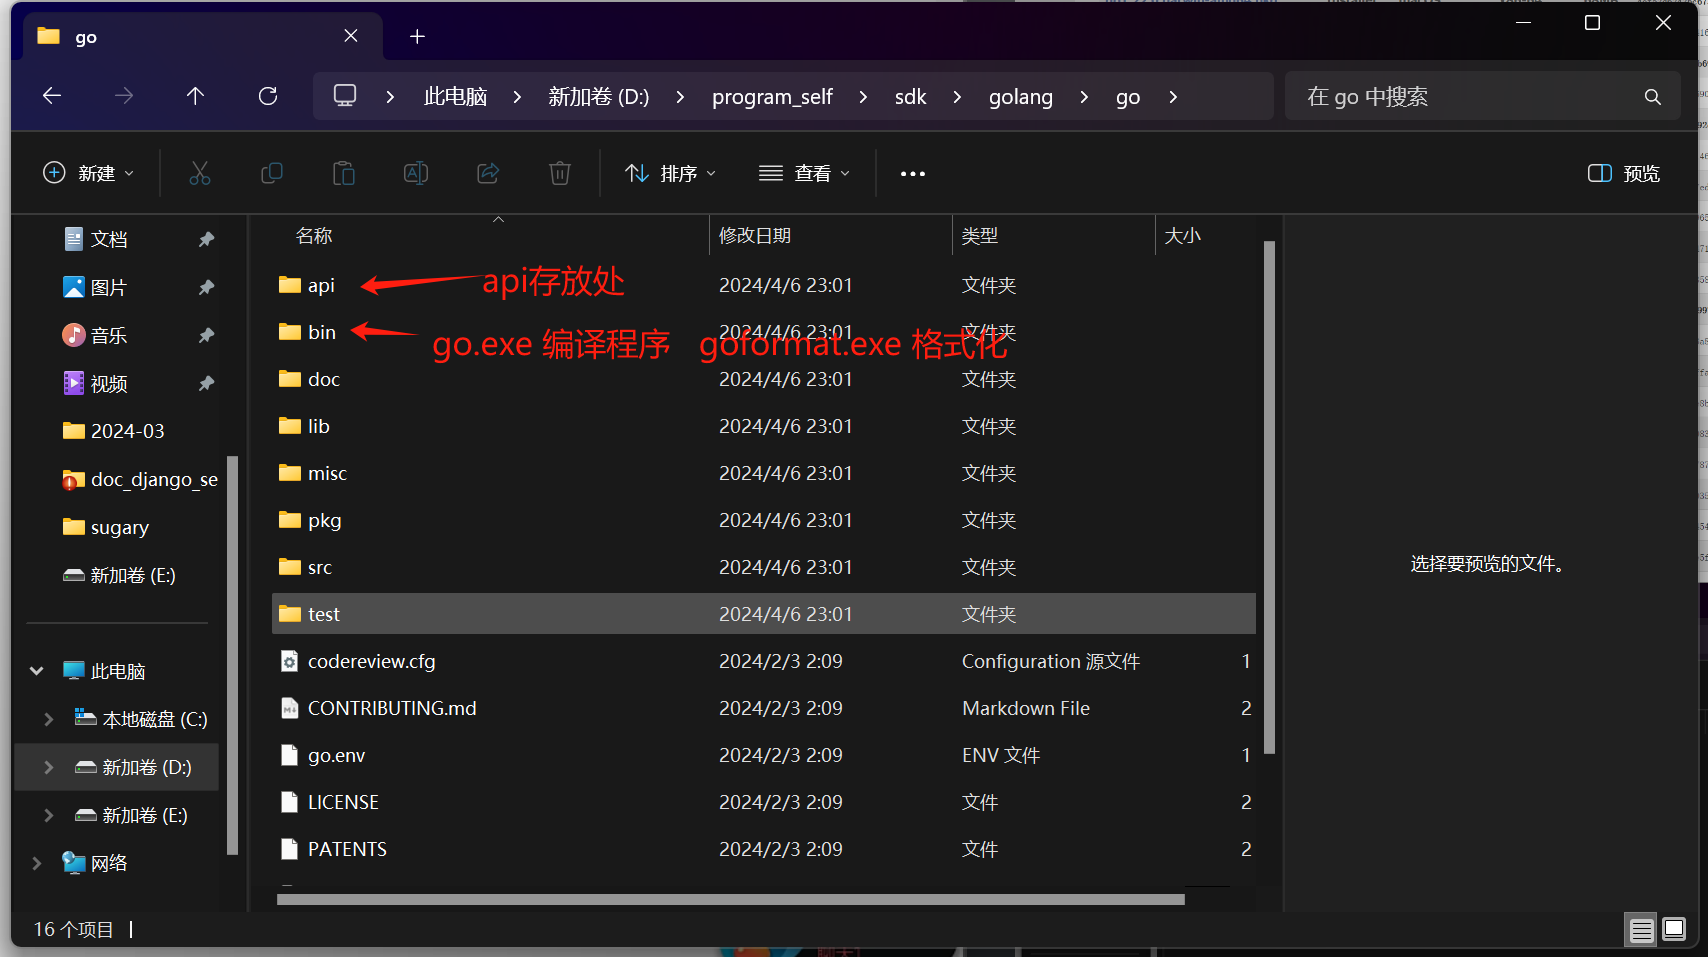 go
此电脑 新加卷 (D:) program_self sdk golang go
在 go 中搜索
新建 排序 查看 预览
名称 修改日期 类型 大小
api 2024/4/6 23:01 文件夹
api存放处
bin 2024/4/6 23:01 文件夹
go.exe 编译程序 goformat.exe 格式化
doc 2024/4/6 23:01 文件夹
lib 2024/4/6 23:01 文件夹
misc 2024/4/6 23:01 文件夹
pkg 2024/4/6 23:01 文件夹
src 2024/4/6 23:01 文件夹
test 2024/4/6 23:01 文件夹
codereview.cfg 2024/2/3 2:09 Configuration 源文件 1
CONTRIBUTING.md 2024/2/3 2:09 Markdown File 2
go.env 2024/2/3 2:09 ENV 文件 1
LICENSE 2024/2/3 2:09 文件 2
PATENTS 2024/2/3 2:09 文件 2
文档
图片
音乐
视频
2024-03
doc_django_se
sugary
新加卷 (E:)
此电脑
本地磁盘 (C:)
新加卷 (D:)
新加卷 (E:)
网络
选择要预览的文件。
16 个项目